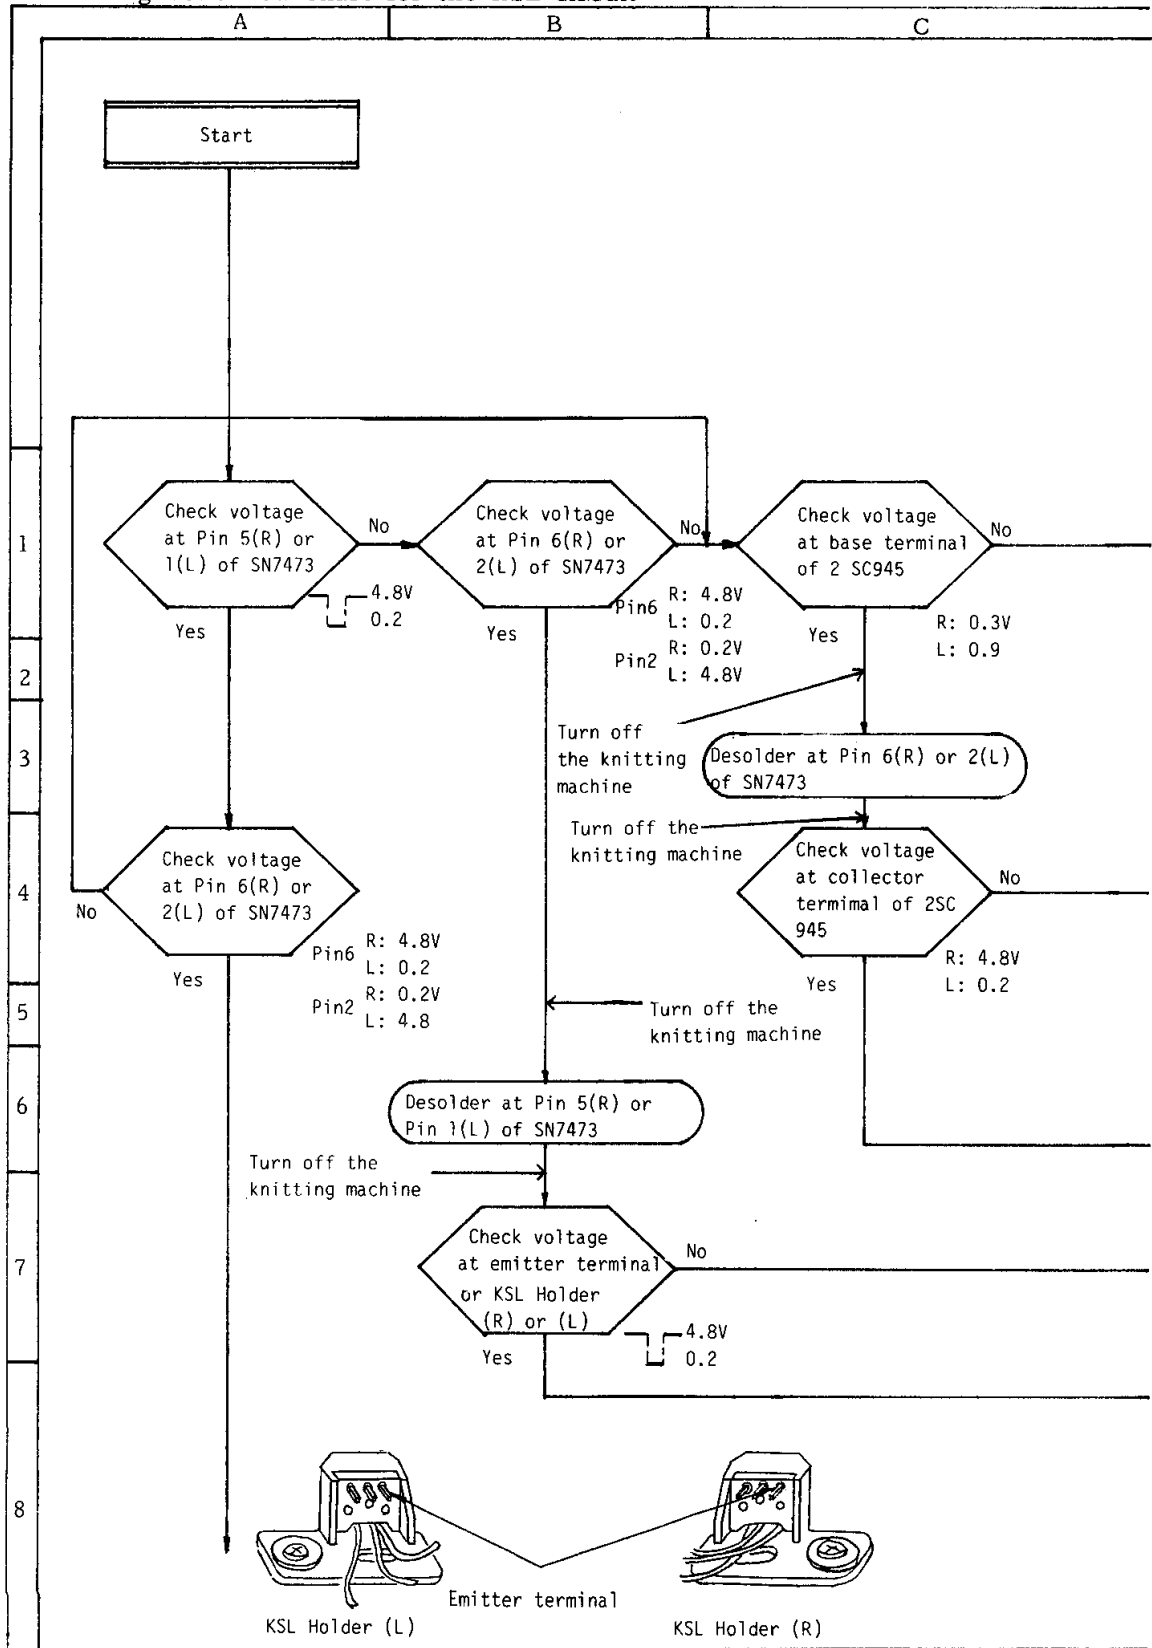 A
B
C
Start
1
Check voltage
at Pin 5(R) or
1(L) of SN7473
No
4.8V
0.2
Yes
Check voltage
at Pin 6(R) or
2(L) of SN7473
No
Pin6
R: 4.8V
L: 0.2
Pin2
R: 0.2V
L: 4.8V
Yes
Check voltage
at base terminal
of 2 SC945
No
R: 0.3V
L: 0.9
Yes
2
3
Turn off
the knitting
machine
Desolder at Pin 6(R) or 2(L)
of SN7473
Turn off the
knitting machine
4
Check voltage
at Pin 6(R) or
2(L) of SN7473
No
Pin6
R: 4.8V
L: 0.2
Pin2
R: 0.2V
L: 4.8
Yes
Check voltage
at collector
termimal of 2SC
945
No
R: 4.8V
L: 0.2
Yes
5
Turn off the
knitting machine
6
Desolder at Pin 5(R) or
Pin 1(L) of SN7473
Turn off the
knitting machine
7
Check voltage
at emitter terminal
or KSL Holder
(R) or (L)
No
4.8V
0.2
Yes
8
Emitter terminal
KSL Holder (L)
KSL Holder (R)